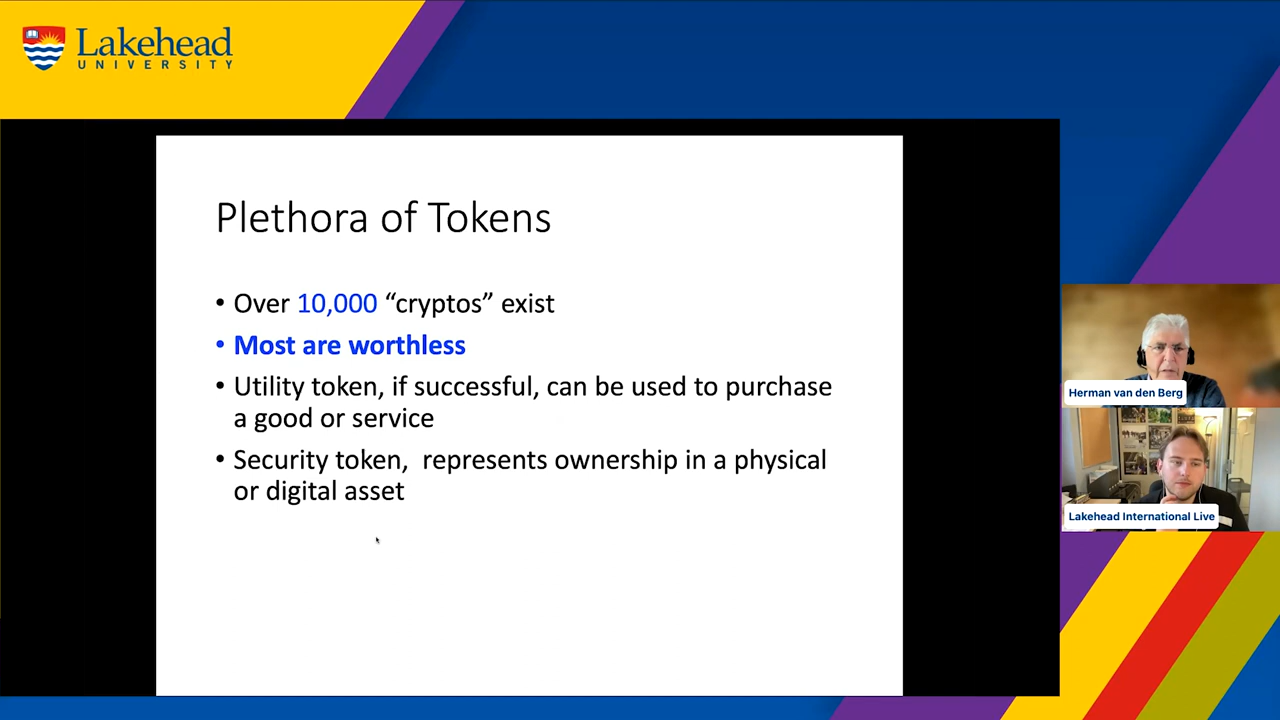 Lakehead
UNIVERSITY
Plethora of Tokens
• Over 10,000 “cryptos” exist
• Most are worthless
• Utility token, if successful, can be used to purchase
a good or service
• Security token,  represents ownership in a physical
or digital asset
Herman van den Berg
Lakehead International Live